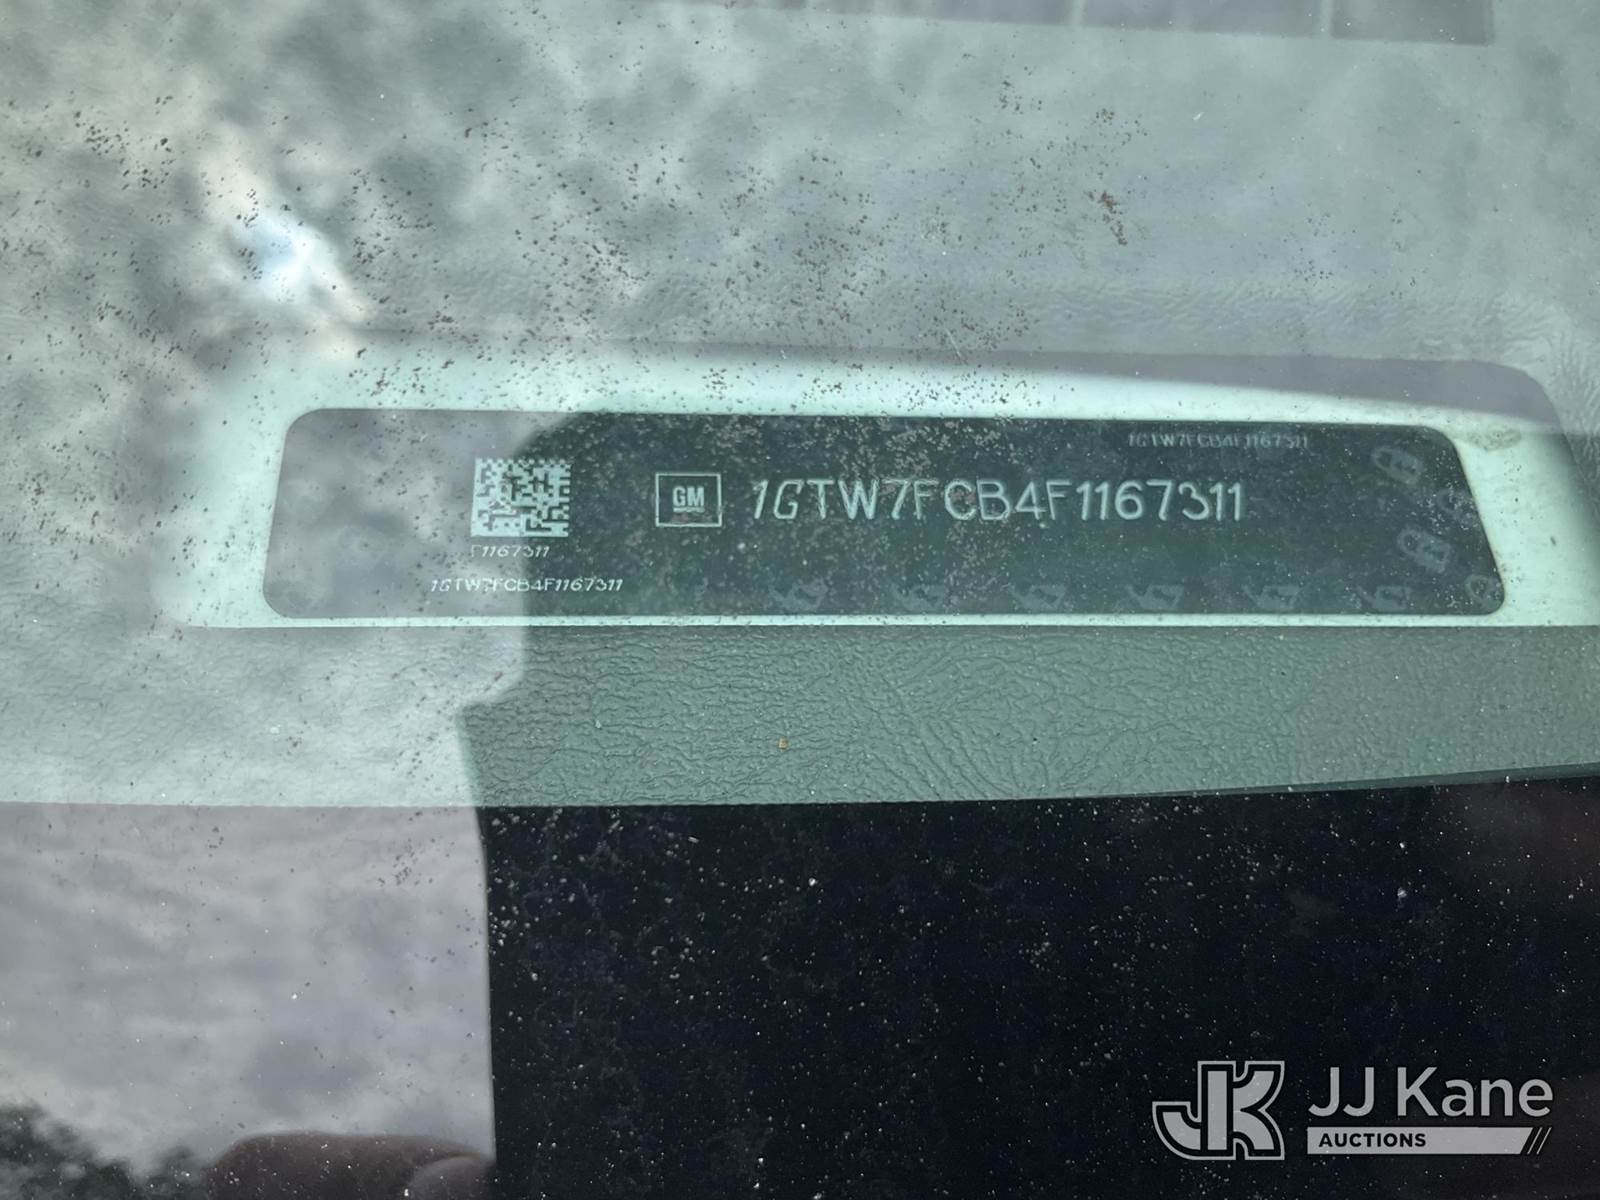 1GTW7FCB4F1167311
GM 1GTW7FCB4F1167311
F1167311
1GTW7FCB4F1167311
JK JJ Kane
AUCTIONS